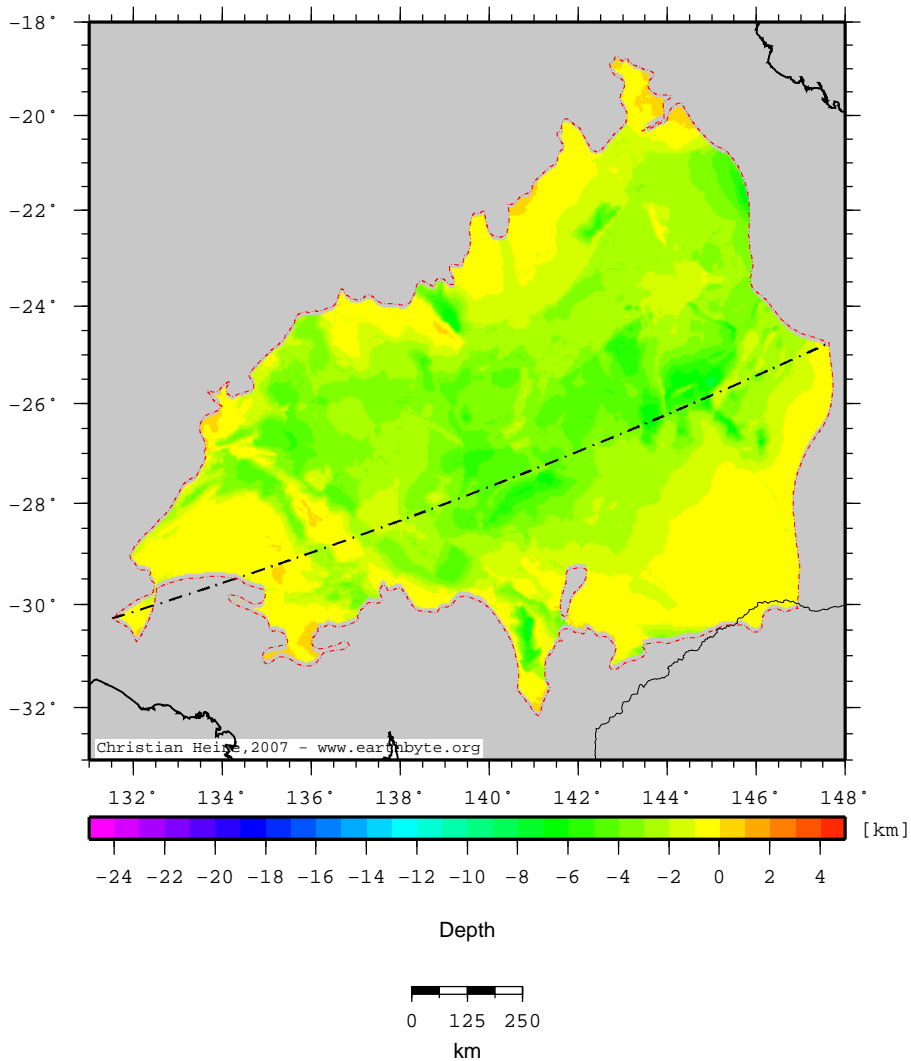 −18˚
−20˚
−22˚
−24˚
−26˚
−28˚
−30˚
−32˚
Christian Heine,2007 − www.earthbyte.org
132˚ 134˚ 136˚ 138˚ 140˚ 142˚ 144˚ 146˚ 148˚
[km]
−24 −22 −20 −18 −16 −14 −12 −10 −8 −6 −4 −2 0 2 4
Depth
0 125 250
km